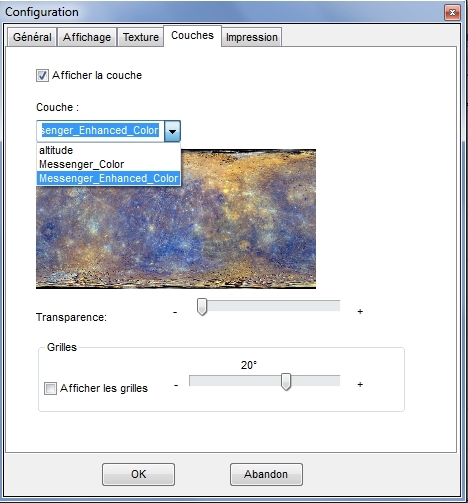 Configuration
Général Affichage Texture Couches Impression
Afficher la couche
Couche :
senger_Enhanced_Color
altitude
Messenger_Color
Messenger_Enhanced_Color
Transparence: - +
Grilles
20°
Afficher les grilles - +
OK Abandon